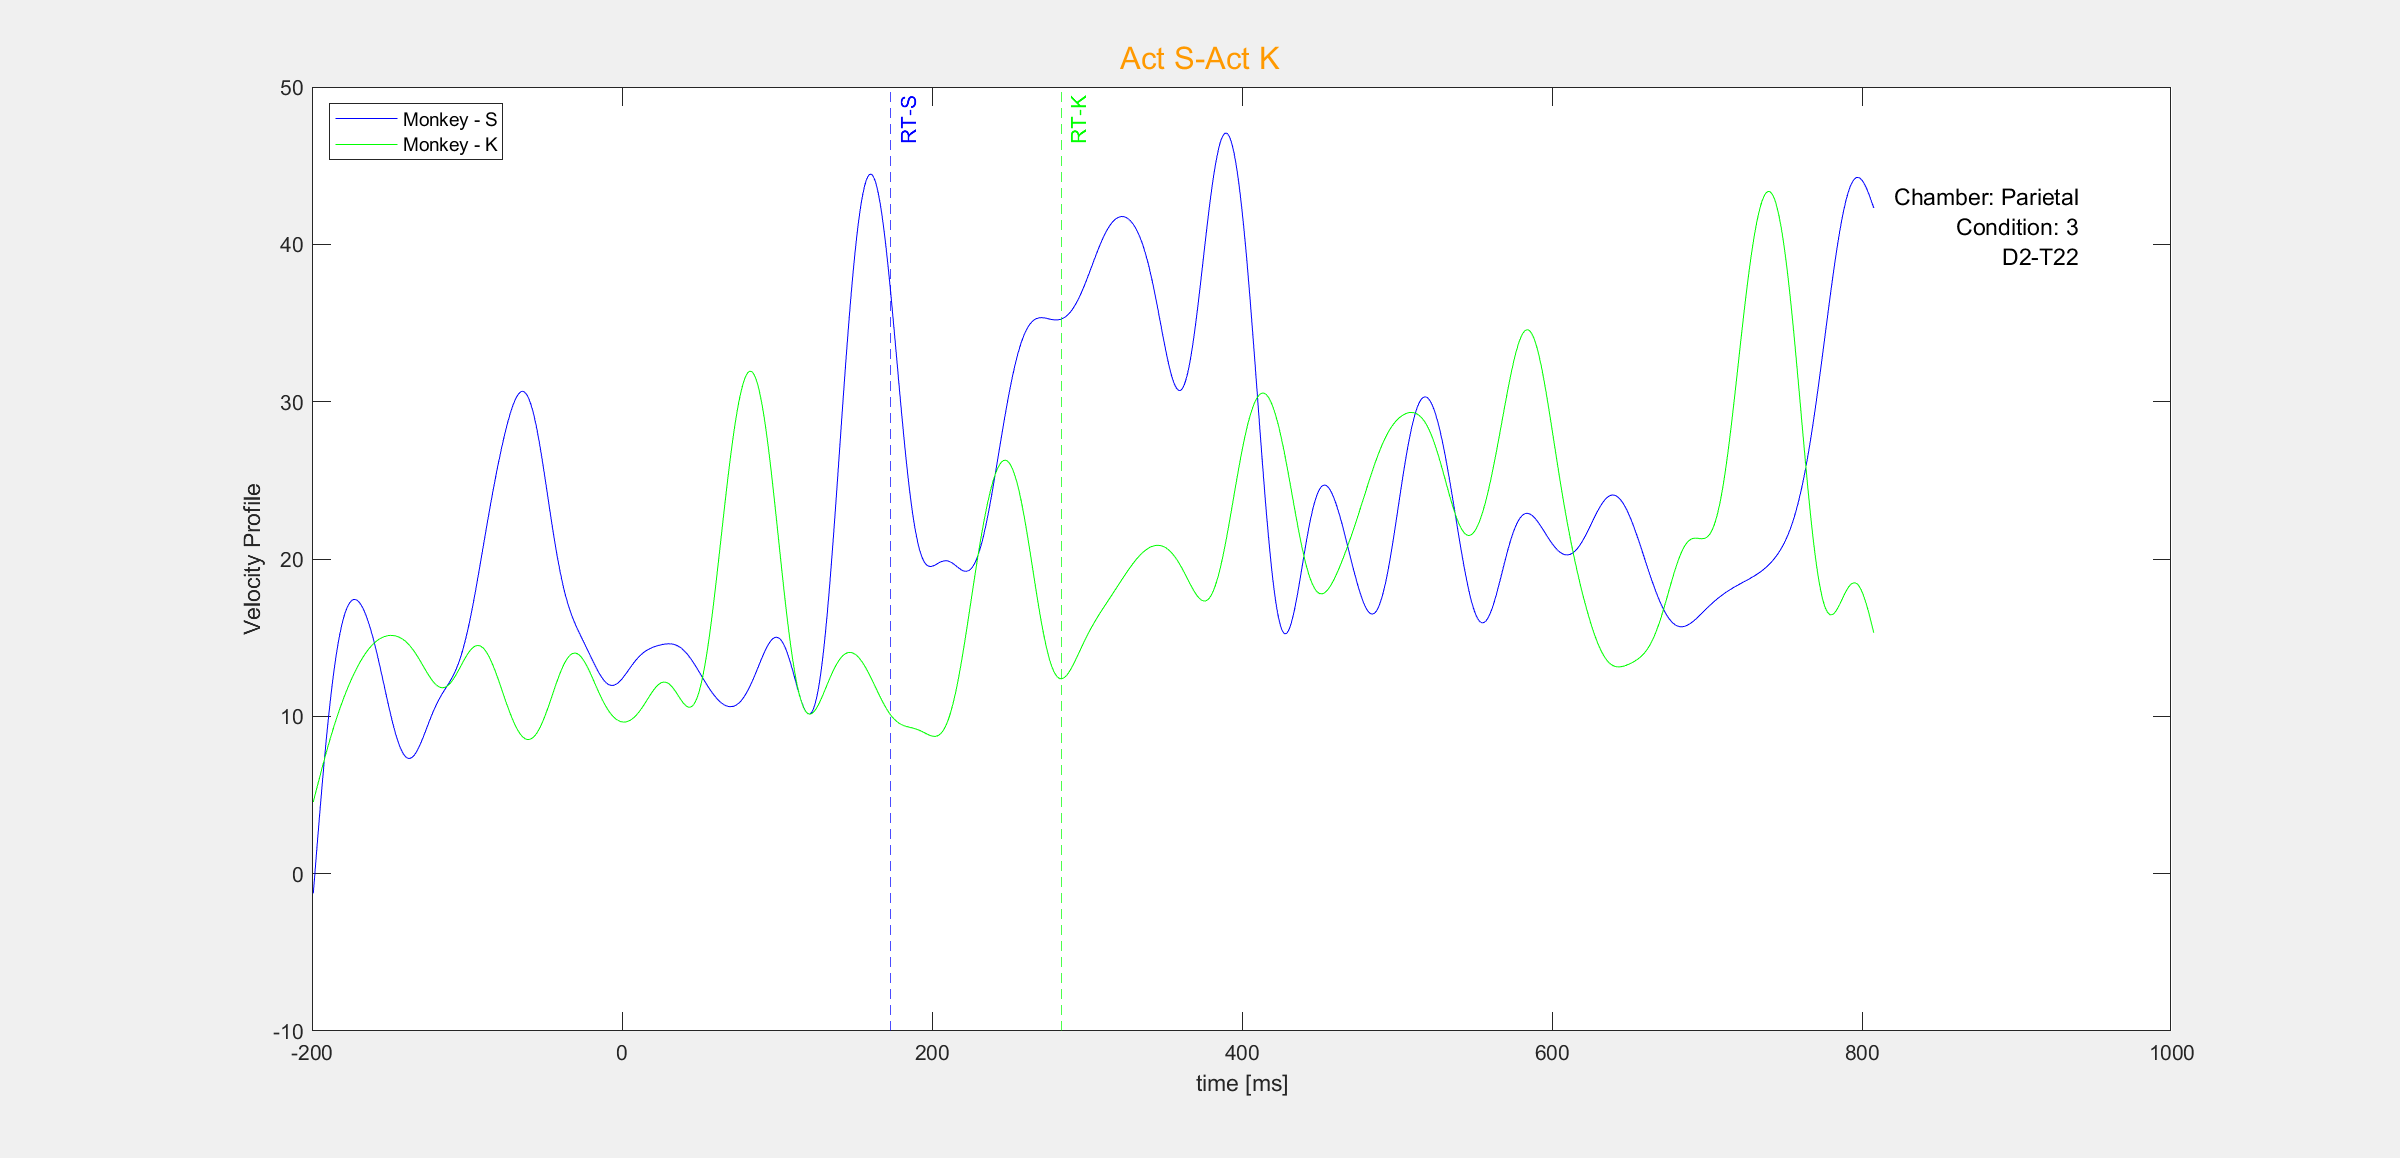 Act S-Act K
50
40
30
20
10
0
-10
Velocity Profile
Monkey - S
Monkey - K
RT-S
RT-K
Chamber: Parietal
Condition: 3
D2-T22
-200 0 200 400 600 800 1000
time [ms]